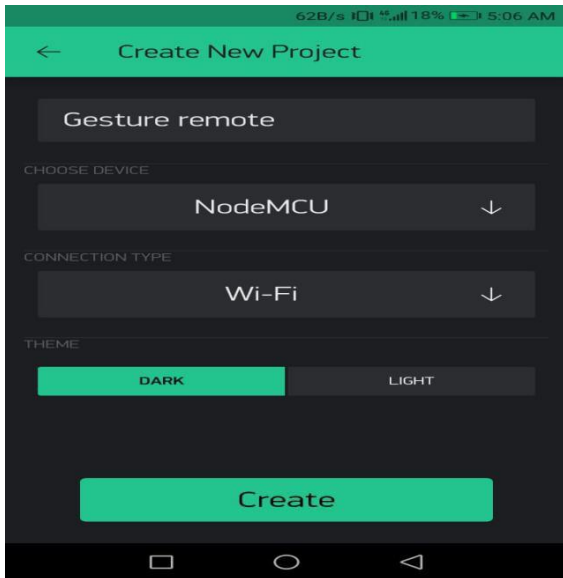 62B/s 18% 5:06 AM
Create New Project
Gesture remote
CHOOSE DEVICE
NodeMCU
CONNECTION TYPE
Wi-Fi
THEME
DARK LIGHT
Create